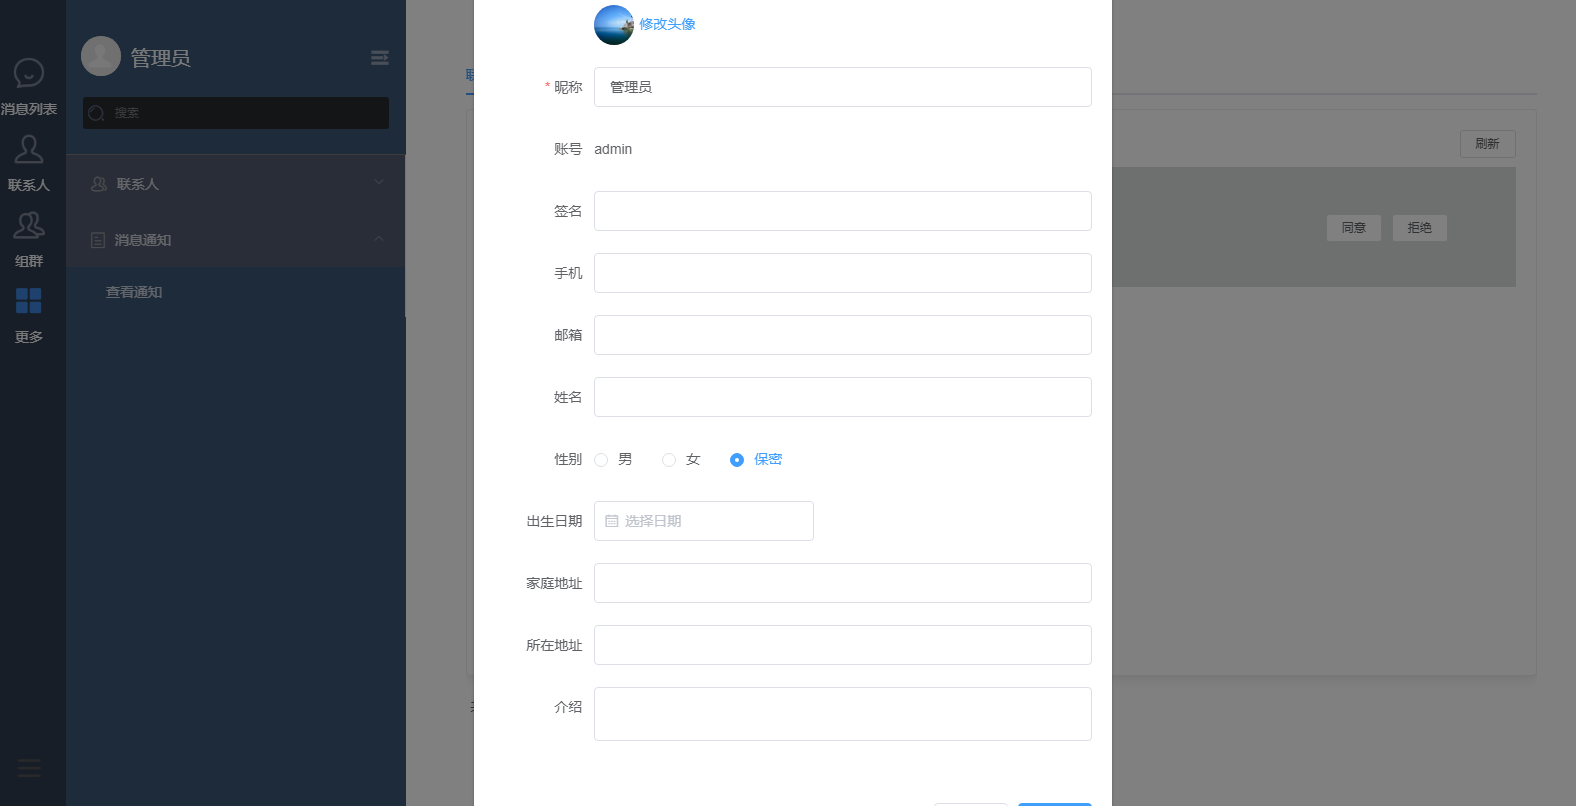 消息列表
联系人
组群
更多
管理员
搜索
联系人
消息通知
查看通知
修改头像
* 昵称 管理员
账号 admin
签名
手机
邮箱
姓名
性别 男 女 保密
出生日期 选择日期
家庭地址
所在地址
介绍
刷新
同意 拒绝